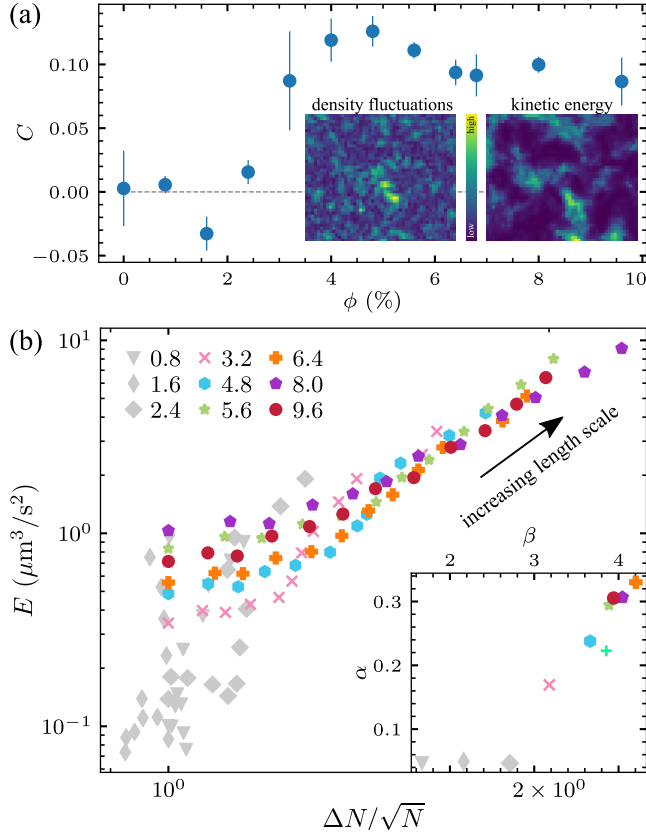 (a)
0.10
0.05
0.00
−0.05
C
density fluctuations
kinetic energy
high
low
0
2
4
6
8
10
ϕ (%)
(b)
10¹
10⁰
10⁻¹
E (μm³/s²)
0.8 3.2 6.4
1.6 4.8 8.0
2.4 5.6 9.6
increasing length scale
β
2 3 4
0.3
0.2
0.1
α
10⁰
2 × 10⁰
ΔN/√N